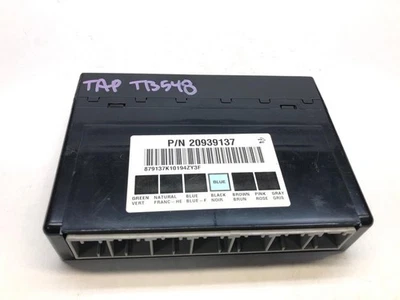 TAP TB548
P/N 20939137
879137K10194ZY3F
BLUE
GREEN NATURAL BLUE BLACK BROWN PINK GRAY
VERT FRANC-HE BLUE-F NOIR BRUN ROSE GRIS